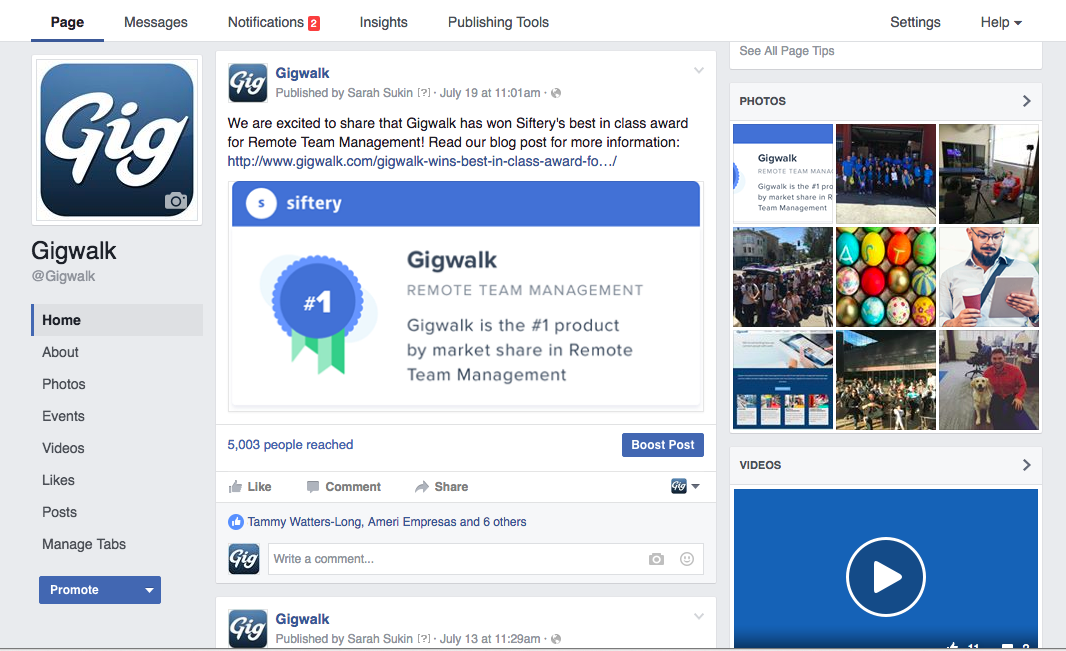 Page Messages Notifications 2 Insights Publishing Tools Settings Help
Gig
Gigwalk
@Gigwalk
Home
About
Photos
Events
Videos
Likes
Posts
Manage Tabs
Promote
Gig
Gigwalk
Published by Sarah Sukin [?] · July 19 at 11:01am ·
We are excited to share that Gigwalk has won Siftery's best in class award
for Remote Team Management! Read our blog post for more information:
http://www.gigwalk.com/gigwalk-wins-best-in-class-award-fo…/
s siftery
#1
Gigwalk
REMOTE TEAM MANAGEMENT
Gigwalk is the #1 product
by market share in Remote
Team Management
5,003 people reached
Boost Post
Like Comment Share
Gig
Tammy Watters-Long, Ameri Empresas and 6 others
Gig
Write a comment...
Gig
Gigwalk
Published by Sarah Sukin [?] · July 13 at 11:29am ·
See All Page Tips
PHOTOS
Gigwalk
REMOTE TEAM MANA
Gigwalk is the #1 pro
by market share in R
Team Management
A S T E
VIDEOS
11